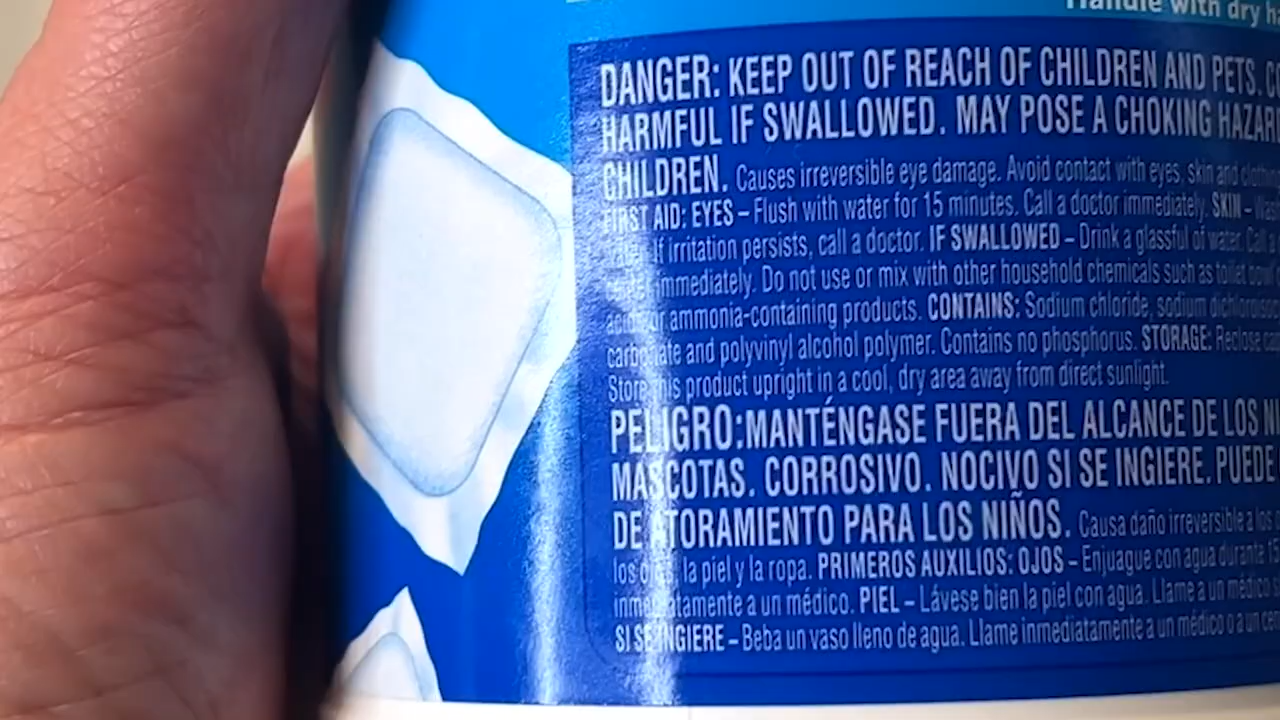 Handle with dry
DANGER: KEEP OUT OF REACH OF CHILDREN AND PETS.
HARMFUL IF SWALLOWED. MAY POSE A CHOKING
CHILDREN. Causes irreversible eye damage. Avoid contact with eyes, skin and
FIRST AID: EYES – Flush with water for 15 minutes. Call a doctor immediately. SKIN –
If irritation persists, call a doctor. IF SWALLOWED – Drink a glassful of water.
immediately. Do not use or mix with other household chemicals such as toilet
or ammonia-containing products. CONTAINS: Sodium chloride, sodium
and polyvinyl alcohol polymer. Contains no phosphorus. STORAGE: Reclose
Store this product upright in a cool, dry area away from direct sunlight.
PELIGRO:MANTÉNGASE FUERA DEL ALCANCE DE LOS
MASCOTAS. CORROSIVO. NOCIVO SI SE INGIERE. PUEDE
DE ATORAMIENTO PARA LOS NIÑOS. Causa daño irreversible a los
los ojos, la piel y la ropa. PRIMEROS AUXILIOS: OJOS – Enjuague con agua durante 15
inmediatamente a un médico. PIEL – Lávese bien la piel con agua. Llame a un médico
SI SE INGIERE – Beba un vaso lleno de agua. Llame inmediatamente a un médico o a un